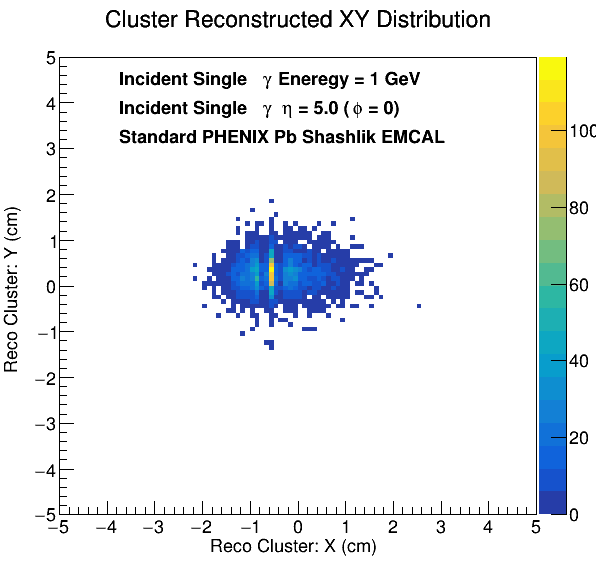 Cluster Reconstructed XY Distribution
Incident Single γ Eneregy = 1 GeV
Incident Single γ η = 5.0 ( ϕ = 0)
Standard PHENIX Pb Shashlik EMCAL
Reco Cluster: Y (cm)
5
4
3
2
1
0
−1
−2
−3
−4
−5
−5 −4 −3 −2 −1 0 1 2 3 4 5
Reco Cluster: X (cm)
100
80
60
40
20
0